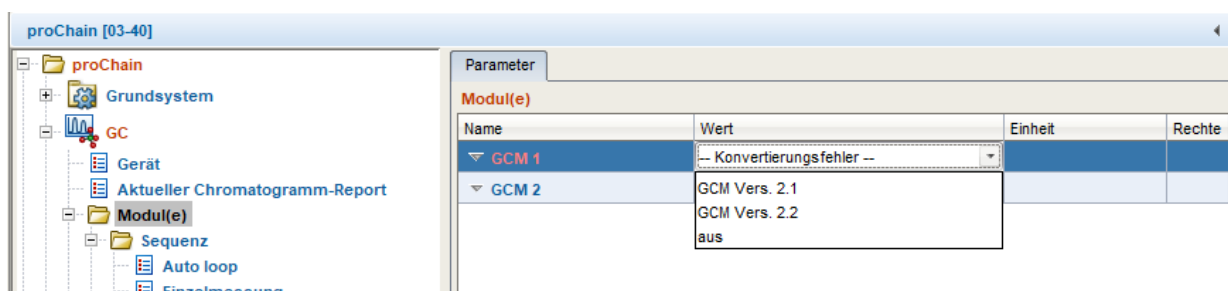 proChain [03-40]
proChain
Grundsystem
GC
Gerät
Aktueller Chromatogramm-Report
Modul(e)
Sequenz
Auto loop
Einzelmessung
Parameter
Modul(e)
Name Wert Einheit Rechte
GCM 1 -- Konvertierungsfehler --
GCM 2
GCM Vers. 2.1
GCM Vers. 2.2
aus